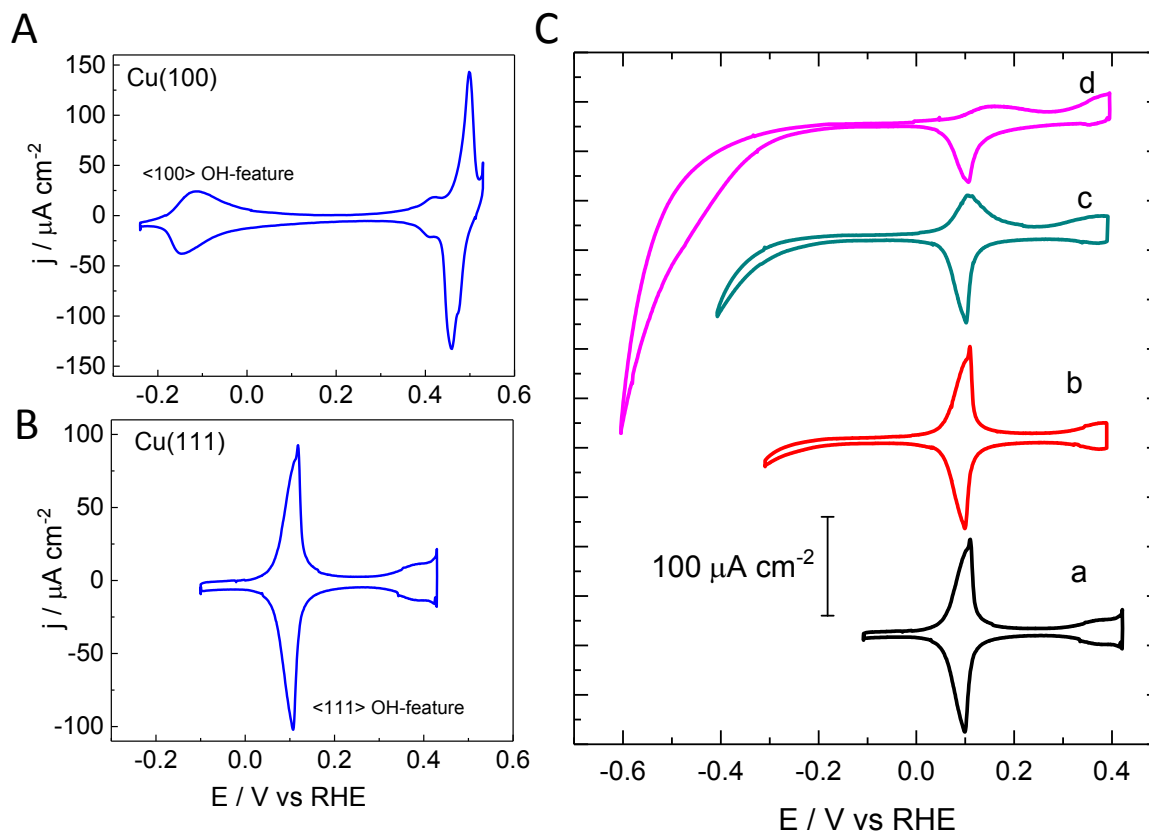 A
Cu(100)
<100> OH-feature
150
100
50
0
-50
-100
-150
j / μA cm-2
-0.2 0.0 0.2 0.4 0.6
B
Cu(111)
<111> OH-feature
100
50
0
-50
-100
j / μA cm-2
-0.2 0.0 0.2 0.4 0.6
E / V vs RHE
C
d
c
b
a
100 μA cm-2
-0.6 -0.4 -0.2 0.0 0.2 0.4
E / V vs RHE